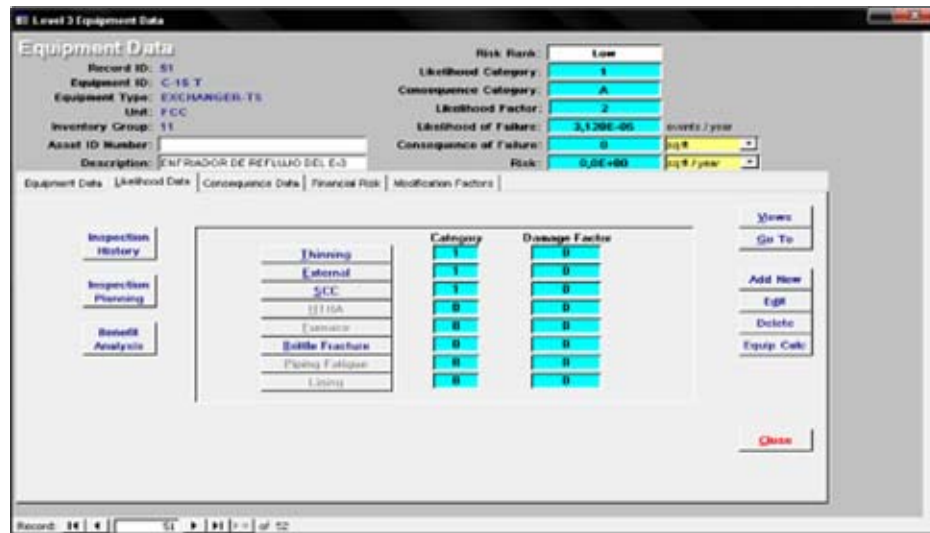 Level 3 Equipment Data
Equipment Data
Record ID: 51
Equipment ID: C-15 T
Equipment Type: EXCHANGER-TS
Unit: FCC
Inventory Group: 11
Asset ID Number:
Description: ENFRIADOR DE REFLUJO DEL E-3
Risk Rank: Low
Likelihood Category: 1
Consequence Category: A
Likelihood Factor: 2
Likelihood of Failure: 3,120E-05 events / year
Consequence of Failure: 0 sq ft
Risk: 0,0E+00 sq ft / year
Equipment Data Likelihood Data Consequence Data Financial Risk Modification Factors
Inspection History
Inspection Planning
Benefit Analysis
Category Damage Factor
Thinning 1 0
External 1 0
SCC 1 0
HTHA 0 0
Furnace 0 0
Brittle Fracture 0 0
Piping Fatigue 0 0
Lining 0 0
Views
Go To
Add New
Edit
Delete
Equip Calc
Close
Record: 51 of 52